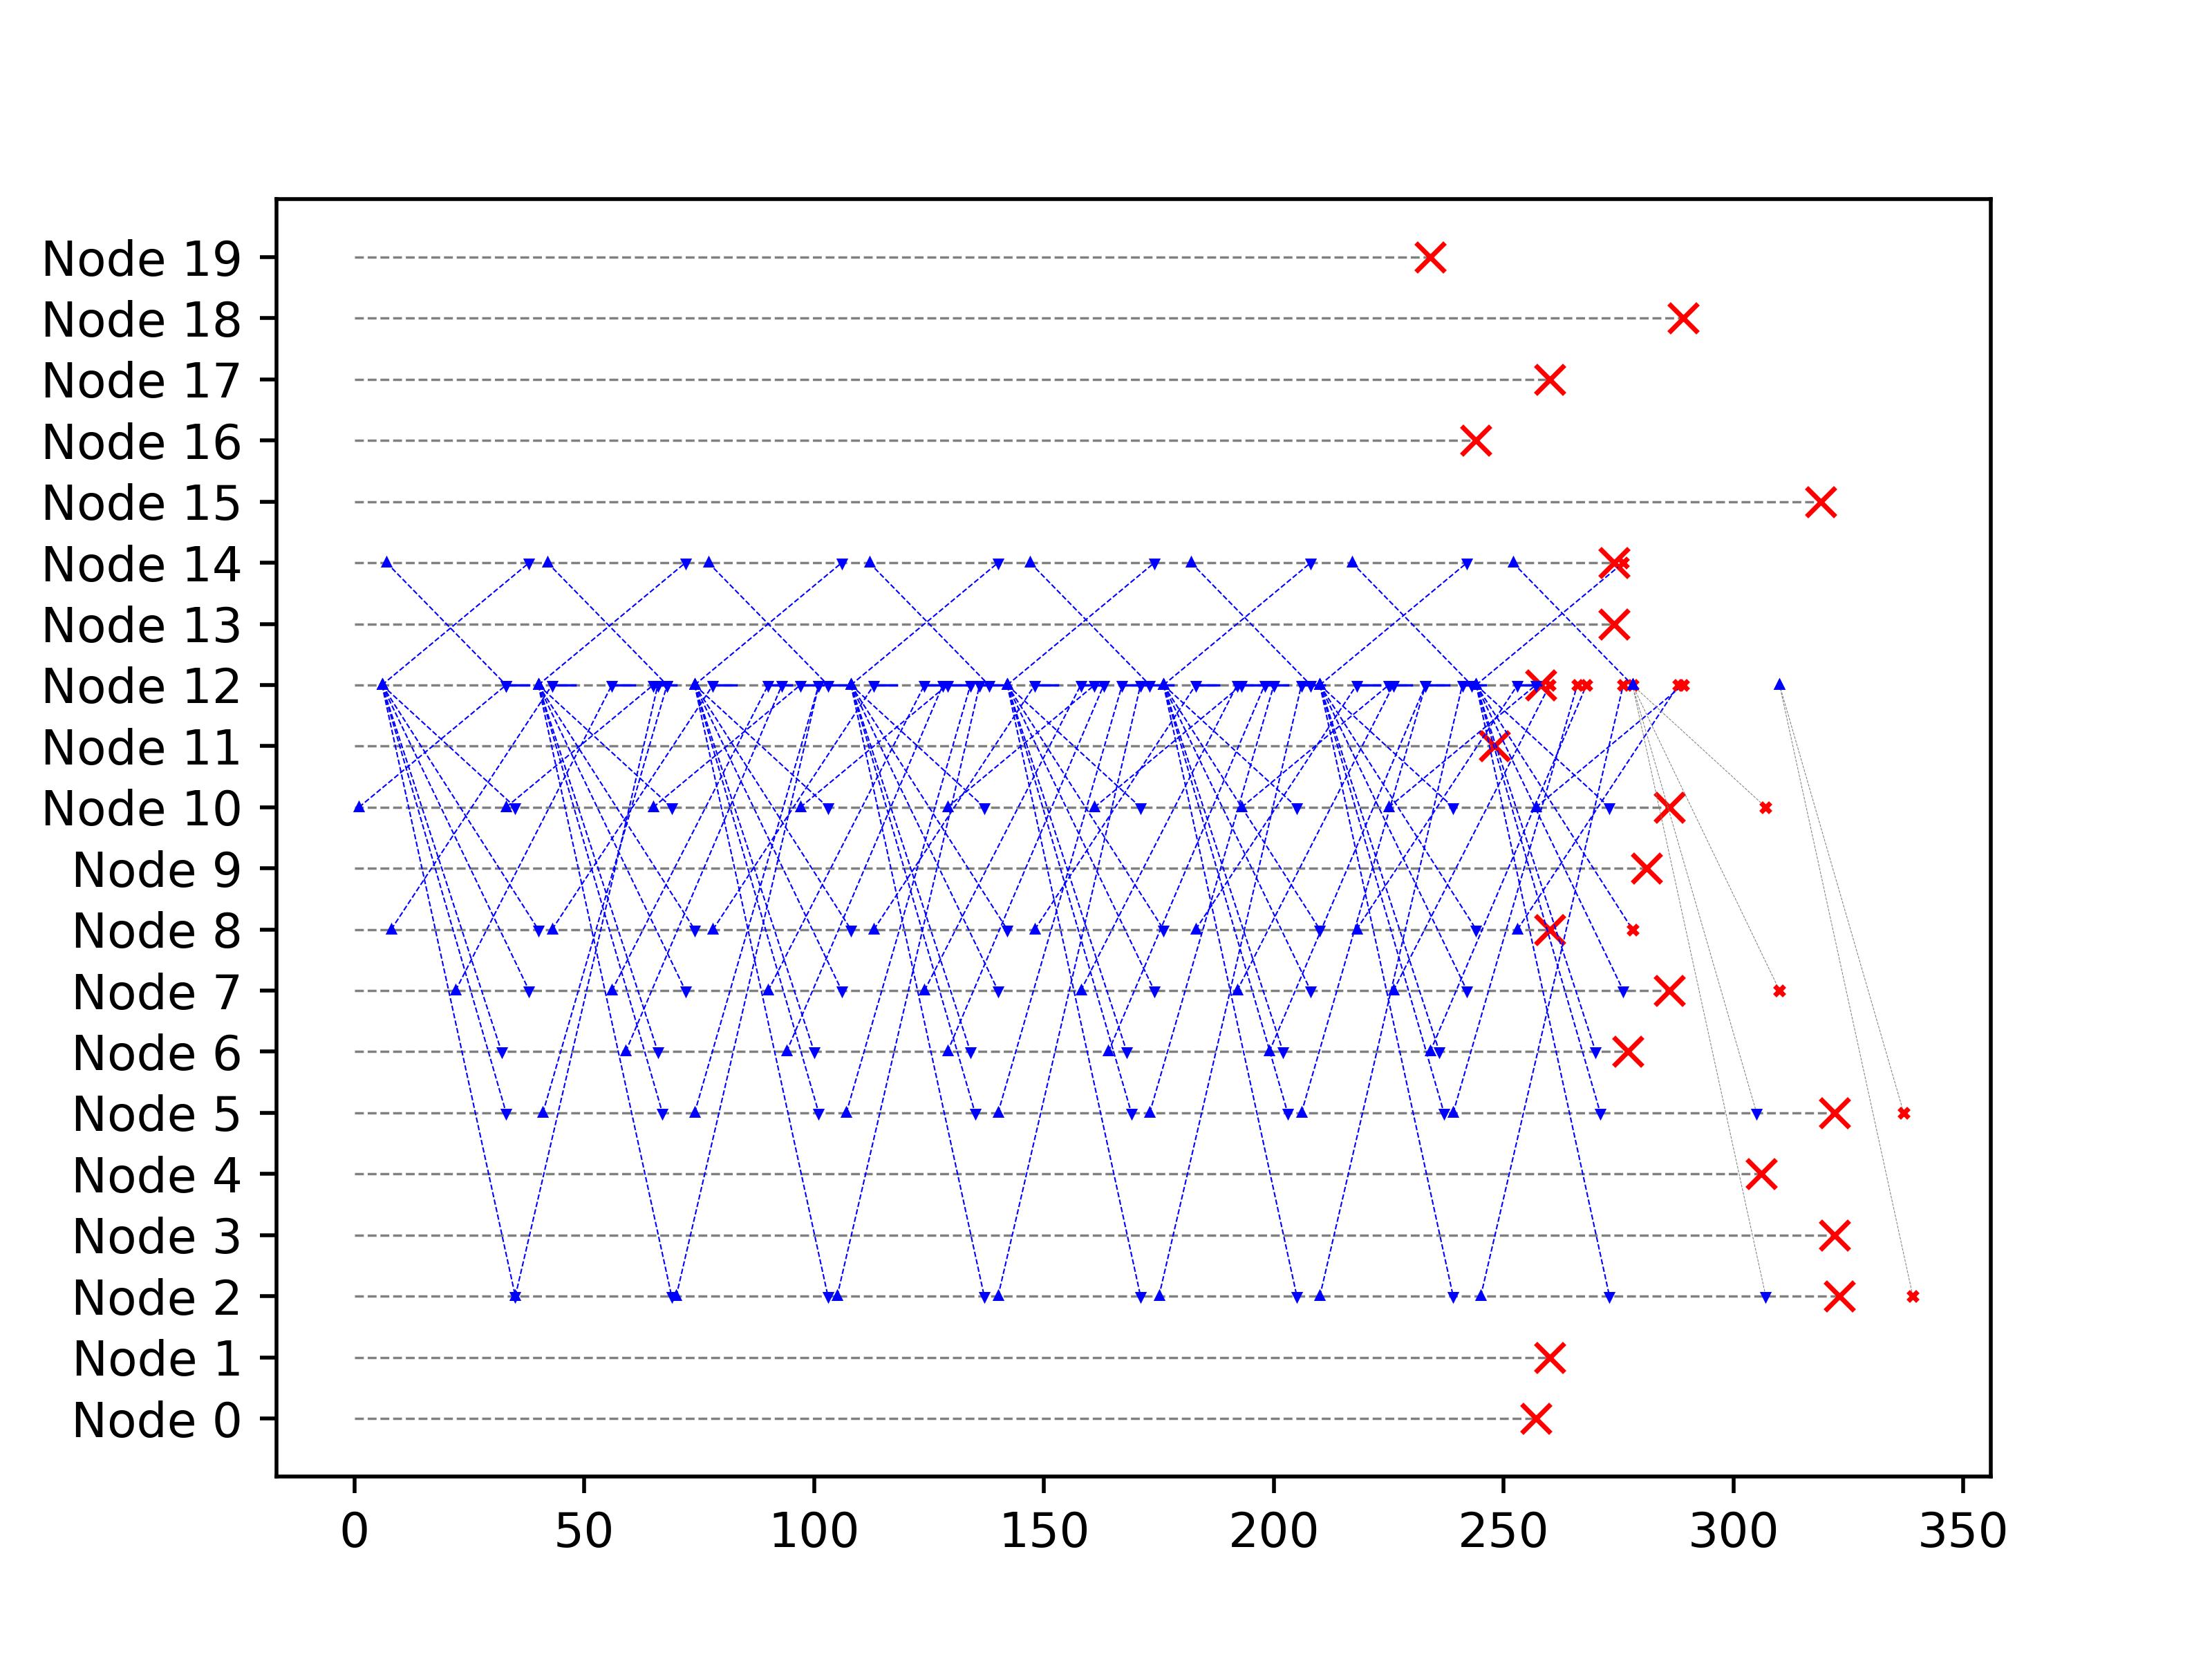 Node 19
Node 18
Node 17
Node 16
Node 15
Node 14
Node 13
Node 12
Node 11
Node 10
Node 9
Node 8
Node 7
Node 6
Node 5
Node 4
Node 3
Node 2
Node 1
Node 0
0 50 100 150 200 250 300 350